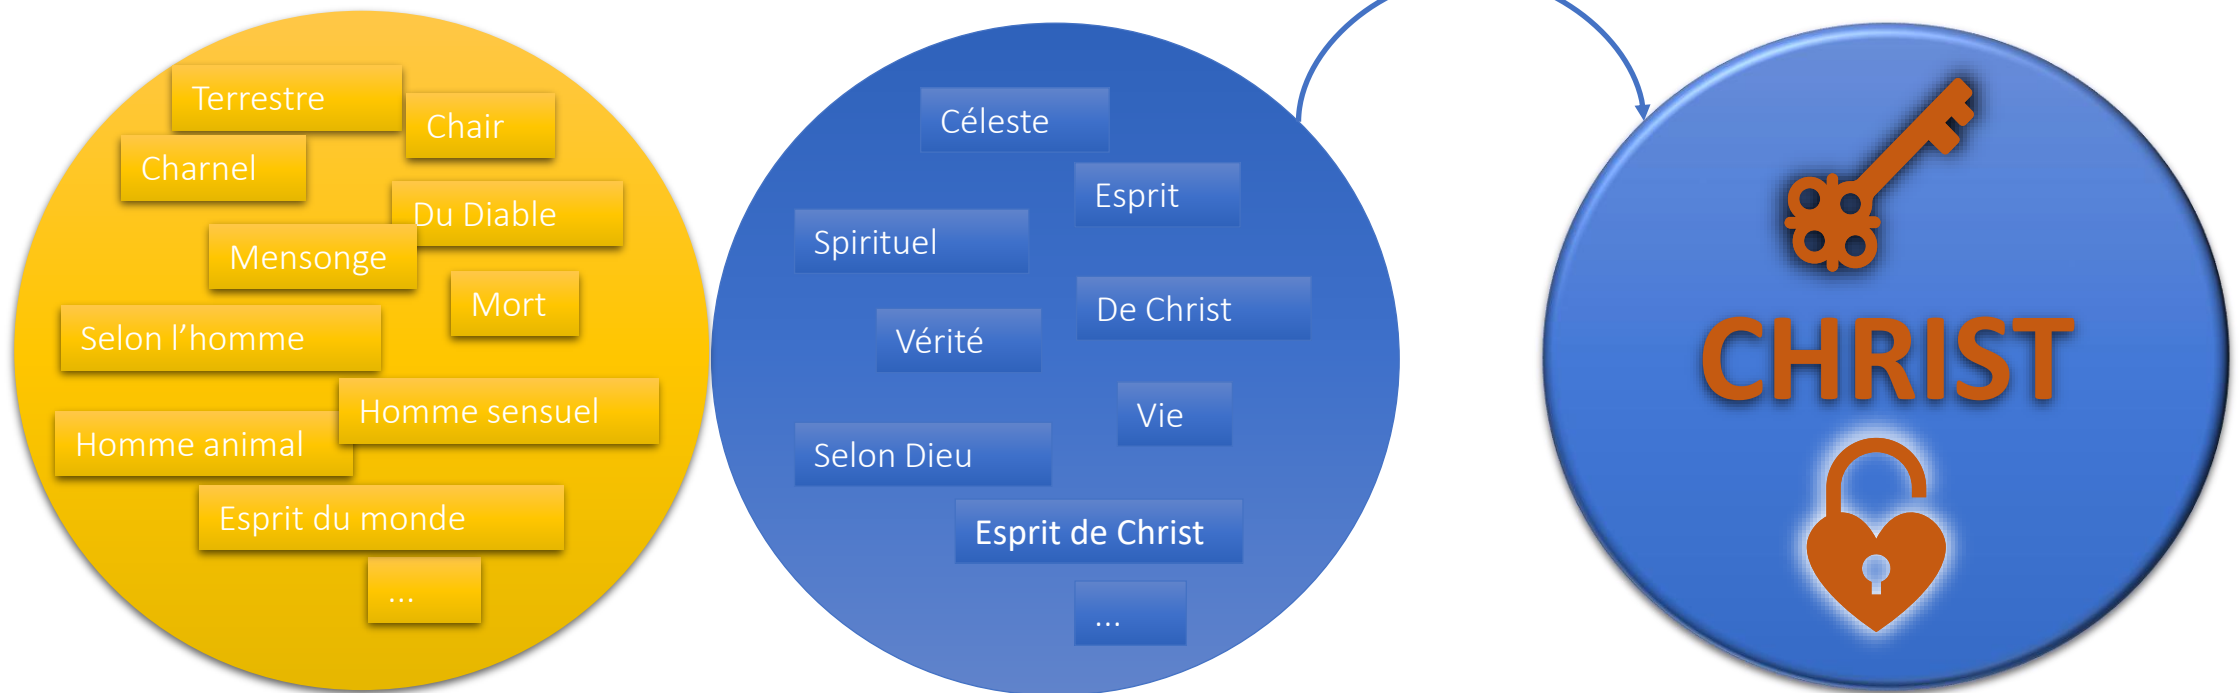 Terrestre
Chair
Charnel
Du Diable
Mensonge
Mort
Selon l’homme
Homme sensuel
Homme animal
Esprit du monde
...
Céleste
Esprit
Spirituel
De Christ
Vérité
Vie
Selon Dieu
Esprit de Christ
...
CHRIST